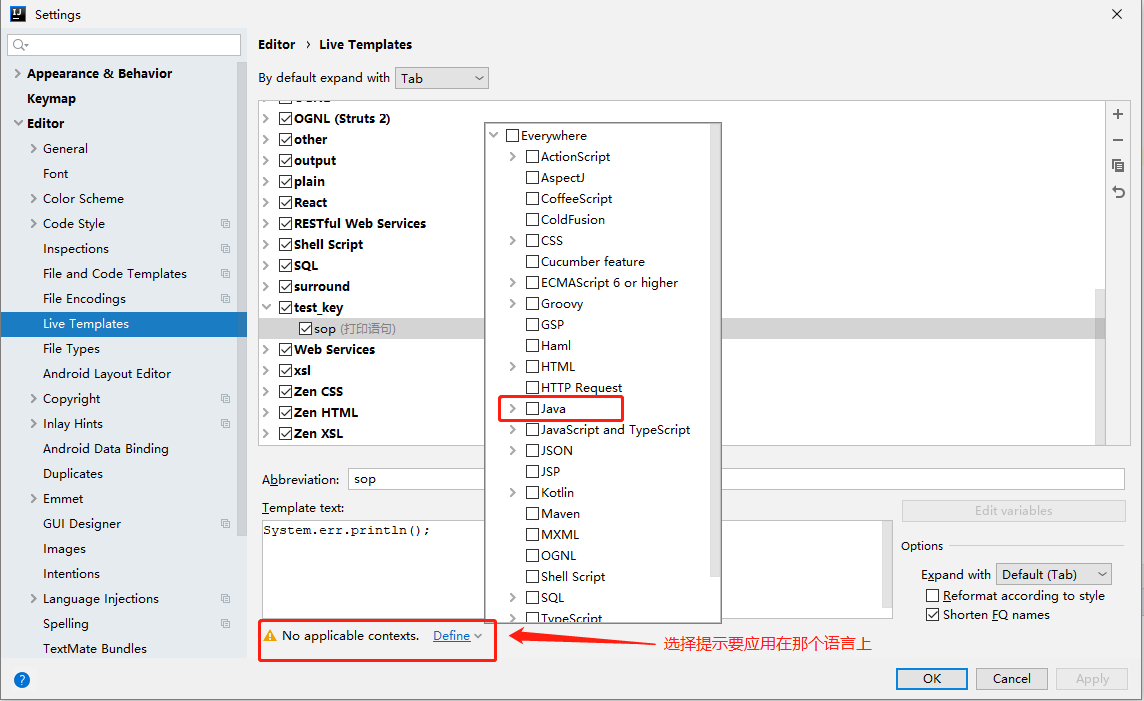 Settings
Editor › Live Templates
By default expand with Tab
Appearance & Behavior
Keymap
Editor
General
Font
Color Scheme
Code Style
Inspections
File and Code Templates
File Encodings
Live Templates
File Types
Android Layout Editor
Copyright
Inlay Hints
Android Data Binding
Duplicates
Emmet
GUI Designer
Images
Intentions
Language Injections
Spelling
TextMate Bundles
OGNL
OGNL (Struts 2)
other
output
plain
React
RESTful Web Services
Shell Script
SQL
surround
test_key
sop (打印语句)
Web Services
xsl
Zen CSS
Zen HTML
Zen XSL
Everywhere
ActionScript
AspectJ
CoffeeScript
ColdFusion
CSS
Cucumber feature
ECMAScript 6 or higher
Groovy
GSP
Haml
HTML
HTTP Request
Java
JavaScript and TypeScript
JSON
JSP
Kotlin
Maven
MXML
OGNL
Shell Script
SQL
TypeScript
Abbreviation: sop
Template text:
System.err.println();
Edit variables
Options
Expand with Default (Tab)
Reformat according to style
Shorten FQ names
No applicable contexts. Define
选择提示要应用在那个语言上
? OK Cancel Apply